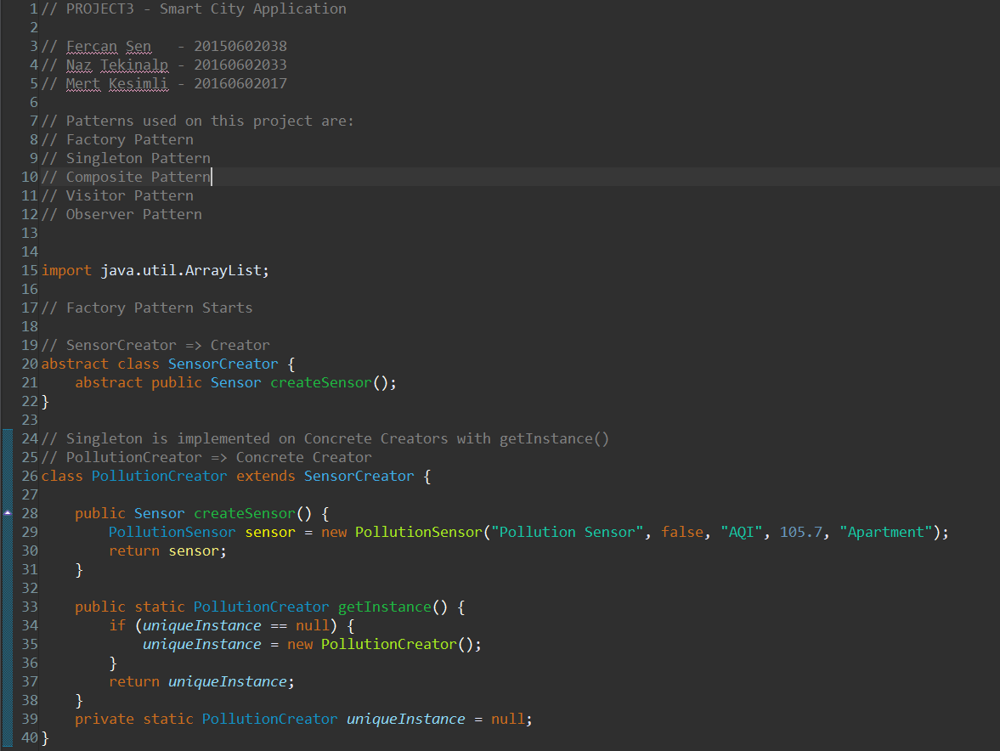 1// PROJECT3 - Smart City Application
2
3// Fercan Sen   - 20150602038
4// Naz Tekinalp - 20160602033
5// Mert Kesimli - 20160602017
6
7// Patterns used on this project are:
8// Factory Pattern
9// Singleton Pattern
10// Composite Pattern
11// Visitor Pattern
12// Observer Pattern
13
14
15 import java.util.ArrayList;
16
17// Factory Pattern Starts
18
19// SensorCreator => Creator
20 abstract class SensorCreator {
21     abstract public Sensor createSensor();
22 }
23
24// Singleton is implemented on Concrete Creators with getInstance()
25// PollutionCreator => Concrete Creator
26 class PollutionCreator extends SensorCreator {
27
28     public Sensor createSensor() {
29         PollutionSensor sensor = new PollutionSensor("Pollution Sensor", false, "AQI", 105.7, "Apartment");
30         return sensor;
31     }
32
33     public static PollutionCreator getInstance() {
34         if (uniqueInstance == null) {
35             uniqueInstance = new PollutionCreator();
36         }
37         return uniqueInstance;
38     }
39     private static PollutionCreator uniqueInstance = null;
40 }